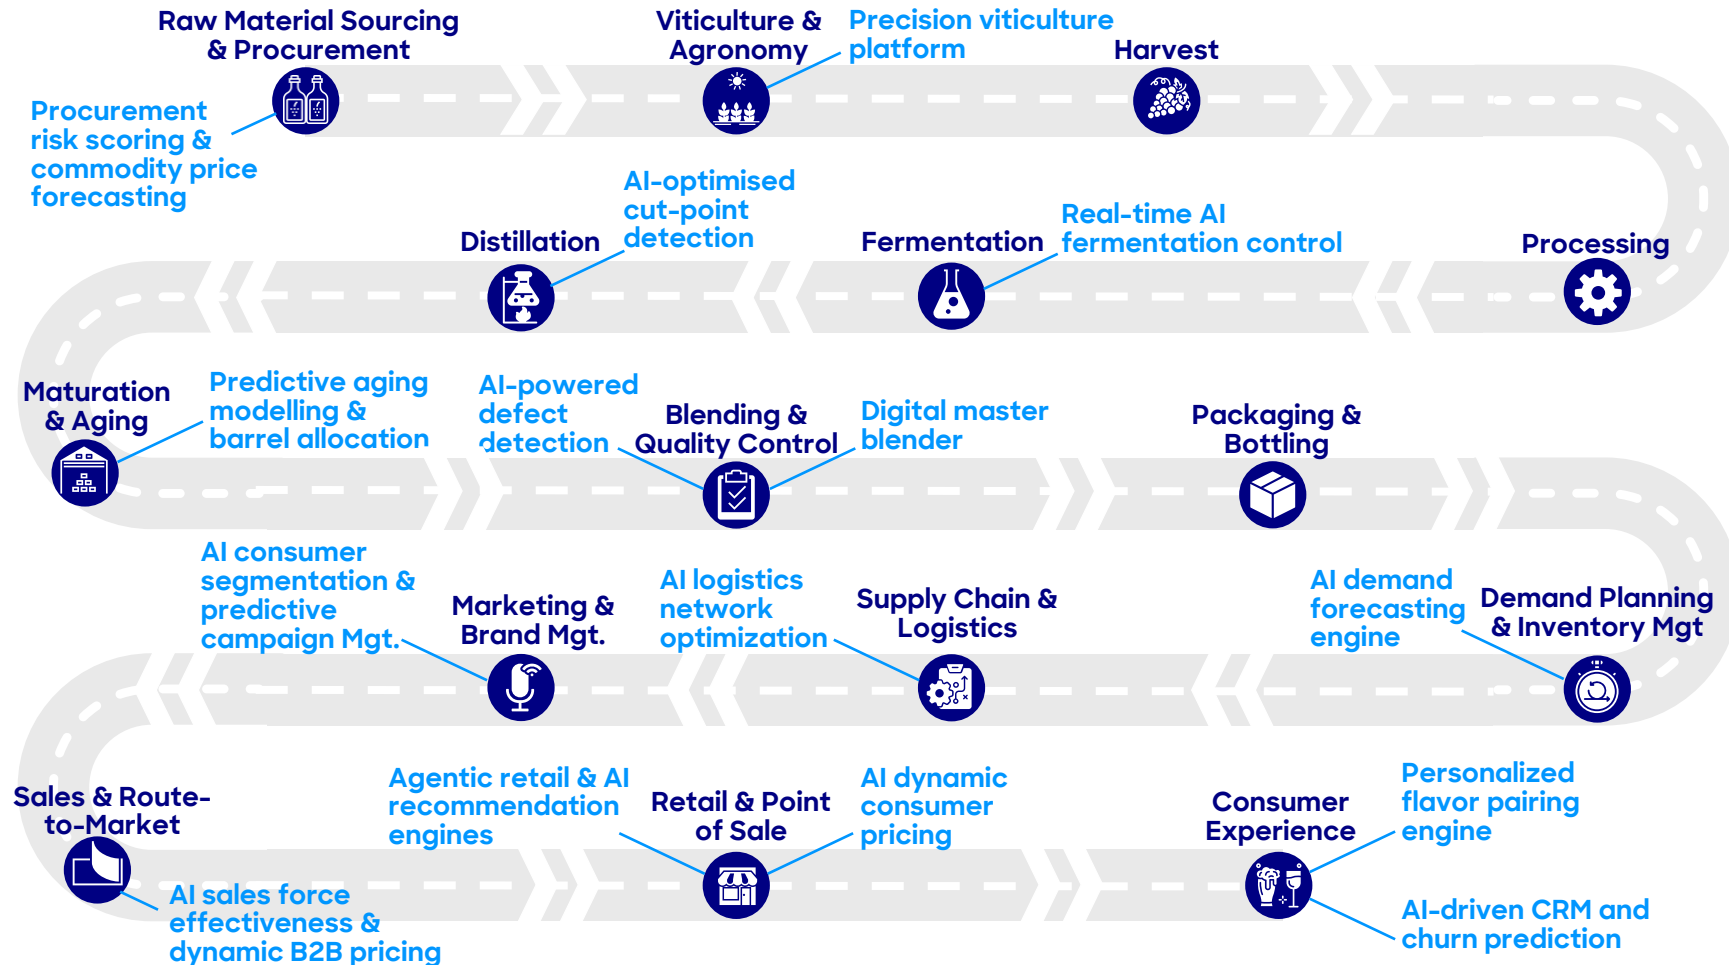 Raw Material Sourcing
& Procurement
Viticulture &
Agronomy
Precision viticulture
platform
Harvest
Procurement
risk scoring &
commodity price
forecasting
Distillation
AI-optimised
cut-point
detection
Fermentation
Real-time AI
fermentation control
Processing
Maturation
& Aging
Predictive aging
modelling &
barrel allocation
AI-powered
defect
detection
Blending &
Quality Control
Digital master
blender
Packaging &
Bottling
AI consumer
segmentation &
predictive
campaign Mgt.
Marketing &
Brand Mgt.
AI logistics
network
optimization
Supply Chain &
Logistics
AI demand
forecasting
engine
Demand Planning
& Inventory Mgt
Sales & Route-
to-Market
AI sales force
effectiveness &
dynamic B2B pricing
Agentic retail & AI
recommendation
engines
Retail & Point
of Sale
AI dynamic
consumer
pricing
Consumer
Experience
Personalized
flavor pairing
engine
AI-driven CRM and
churn prediction